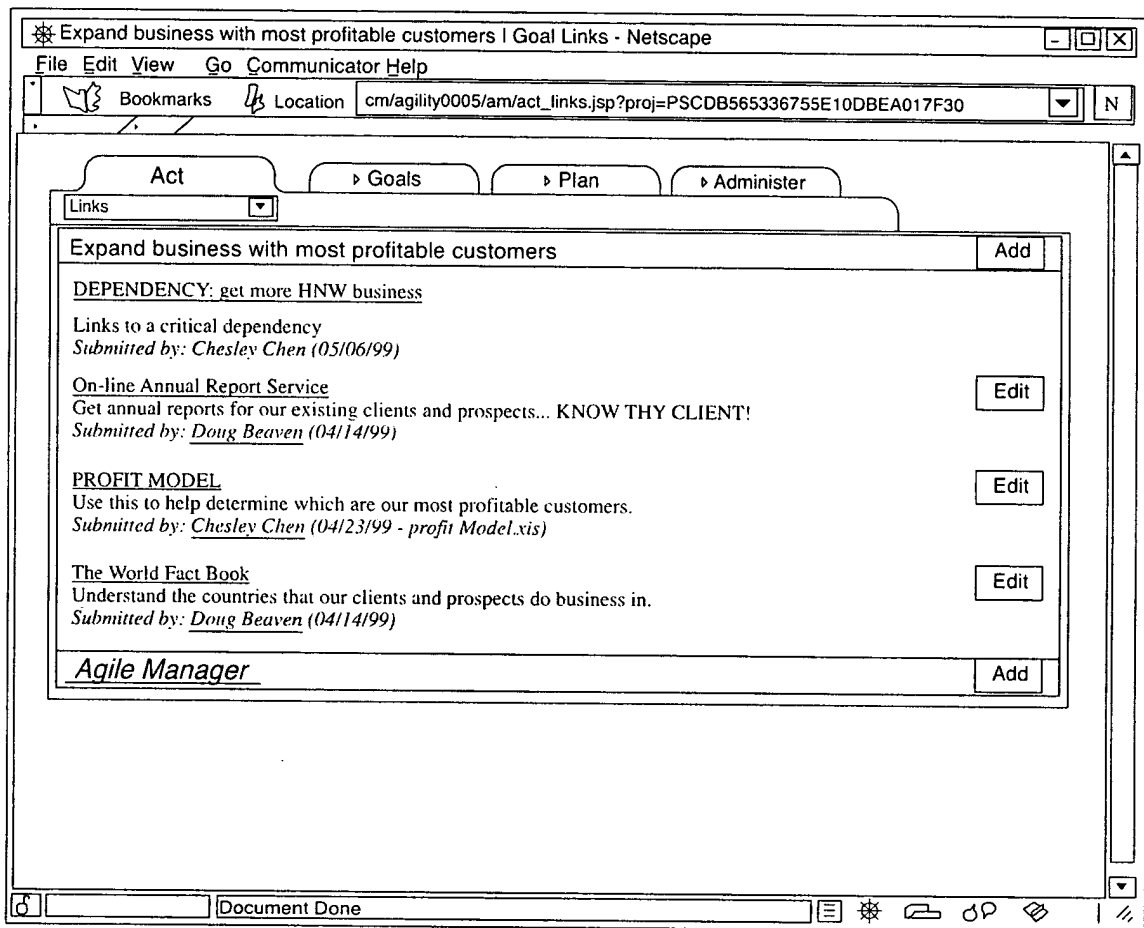 Expand business with most profitable customers | Goal Links - Netscape
File Edit View Go Communicator Help
Bookmarks Location cm/agility0005/am/act_links.jsp?proj=PSCDB565336755E10DBEA017F30 N
Act Goals Plan Administer
Links
Expand business with most profitable customers Add
DEPENDENCY: get more HNW business
Links to a critical dependency
Submitted by: Chesley Chen (05/06/99)
On-line Annual Report Service Edit
Get annual reports for our existing clients and prospects... KNOW THY CLIENT!
Submitted by: Doug Beaven (04/14/99)
PROFIT MODEL Edit
Use this to help determine which are our most profitable customers.
Submitted by: Chesley Chen (04/23/99 - profit Model.xis)
The World Fact Book Edit
Understand the countries that our clients and prospects do business in.
Submitted by: Doug Beaven (04/14/99)
Agile Manager Add
Document Done